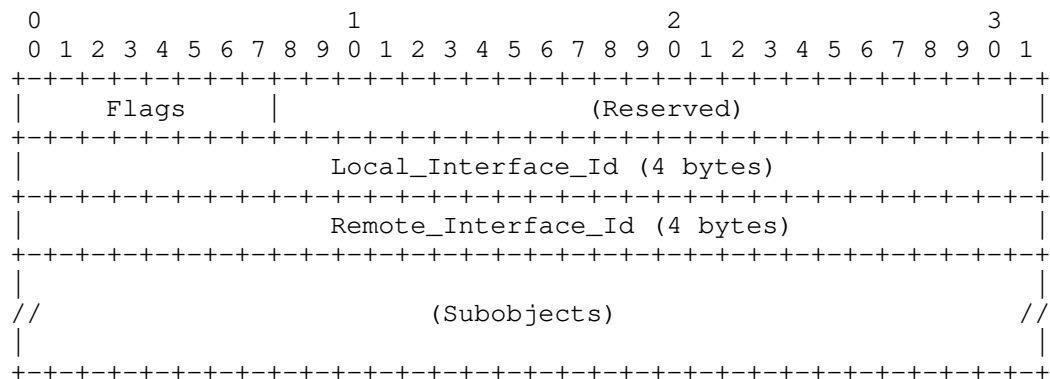 0                   1                   2                   3
 0 1 2 3 4 5 6 7 8 9 0 1 2 3 4 5 6 7 8 9 0 1 2 3 4 5 6 7 8 9 0 1
+-+-+-+-+-+-+-+-+-+-+-+-+-+-+-+-+-+-+-+-+-+-+-+-+-+-+-+-+-+-+-+-+
|     Flags     |                   (Reserved)                  |
+-+-+-+-+-+-+-+-+-+-+-+-+-+-+-+-+-+-+-+-+-+-+-+-+-+-+-+-+-+-+-+-+
|                   Local_Interface_Id (4 bytes)                |
+-+-+-+-+-+-+-+-+-+-+-+-+-+-+-+-+-+-+-+-+-+-+-+-+-+-+-+-+-+-+-+-+
|                   Remote_Interface_Id (4 bytes)               |
+-+-+-+-+-+-+-+-+-+-+-+-+-+-+-+-+-+-+-+-+-+-+-+-+-+-+-+-+-+-+-+-+
|                                                               |
//                        (Subobjects)                         //
|                                                               |
+-+-+-+-+-+-+-+-+-+-+-+-+-+-+-+-+-+-+-+-+-+-+-+-+-+-+-+-+-+-+-+-+